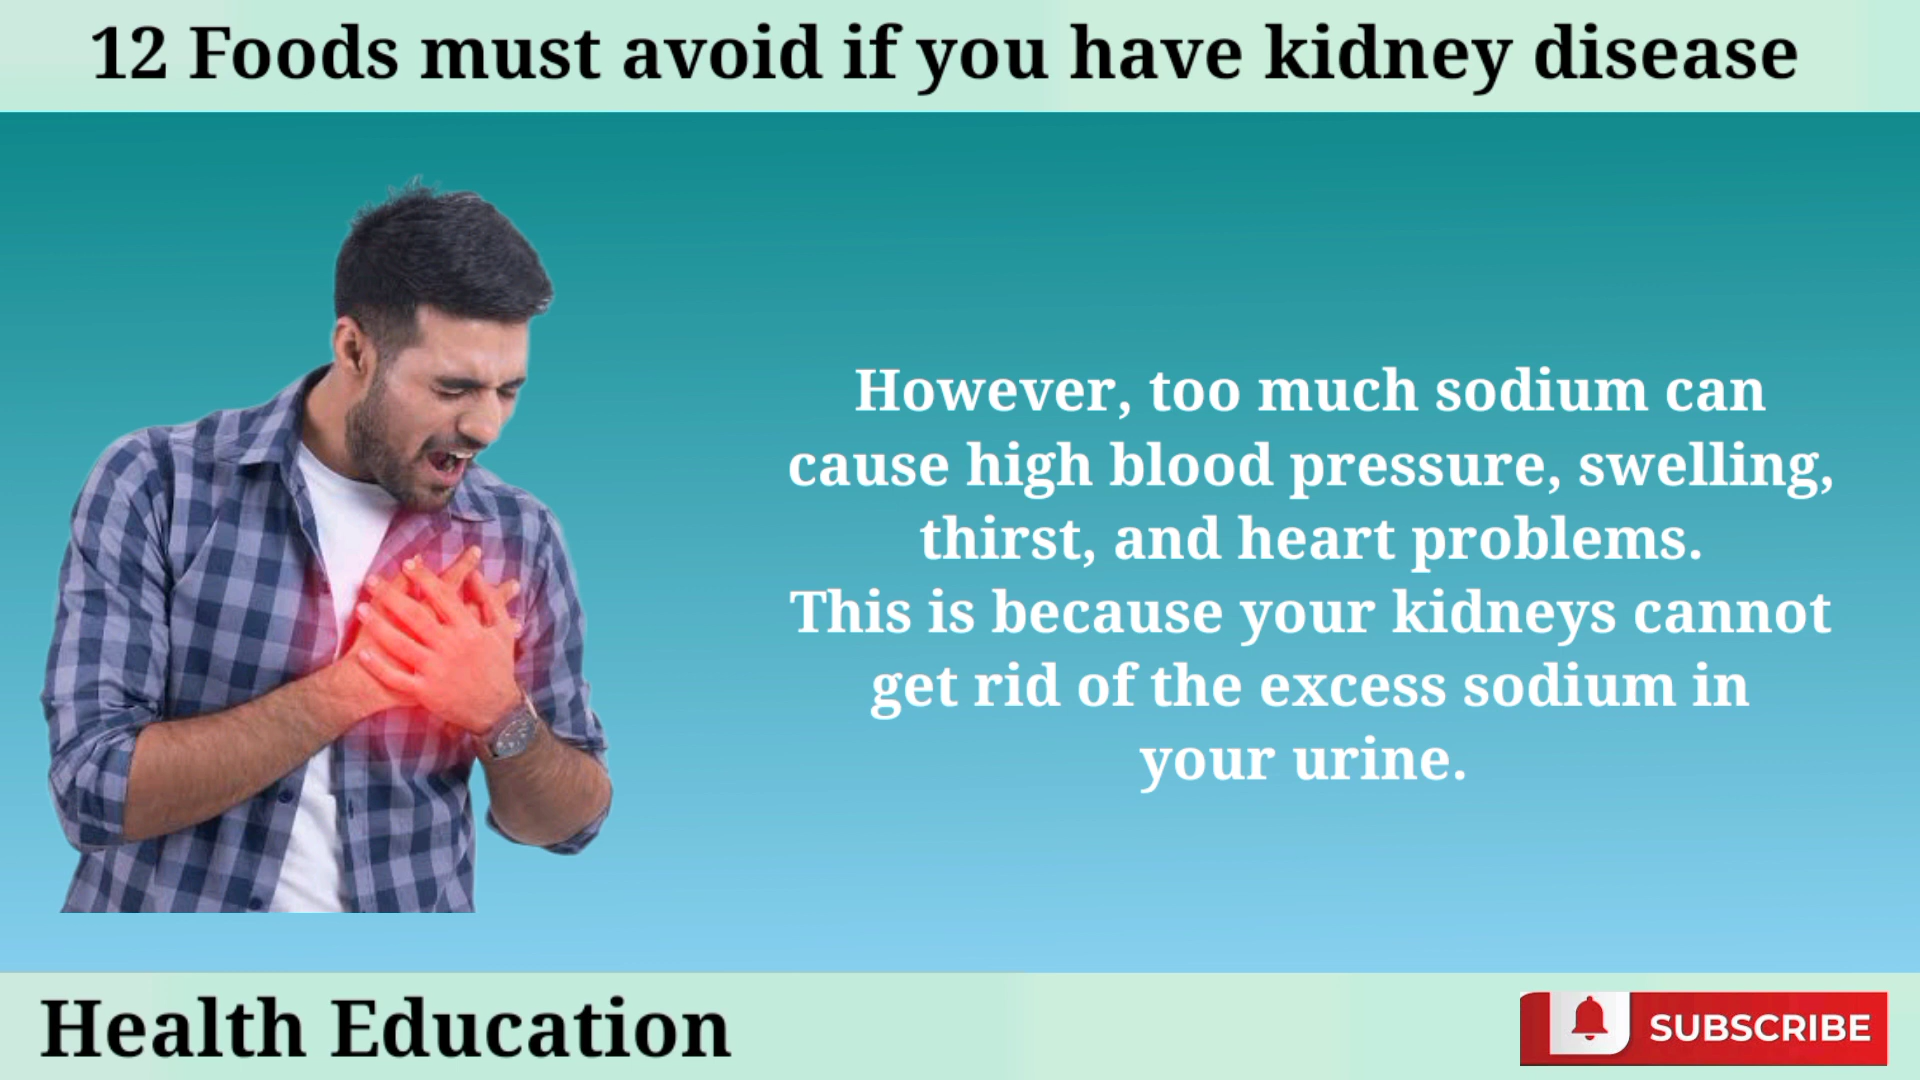 12 Foods must avoid if you have kidney disease
However, too much sodium can
cause high blood pressure, swelling,
thirst, and heart problems.
This is because your kidneys cannot
get rid of the excess sodium in
your urine.
Health Education
SUBSCRIBE